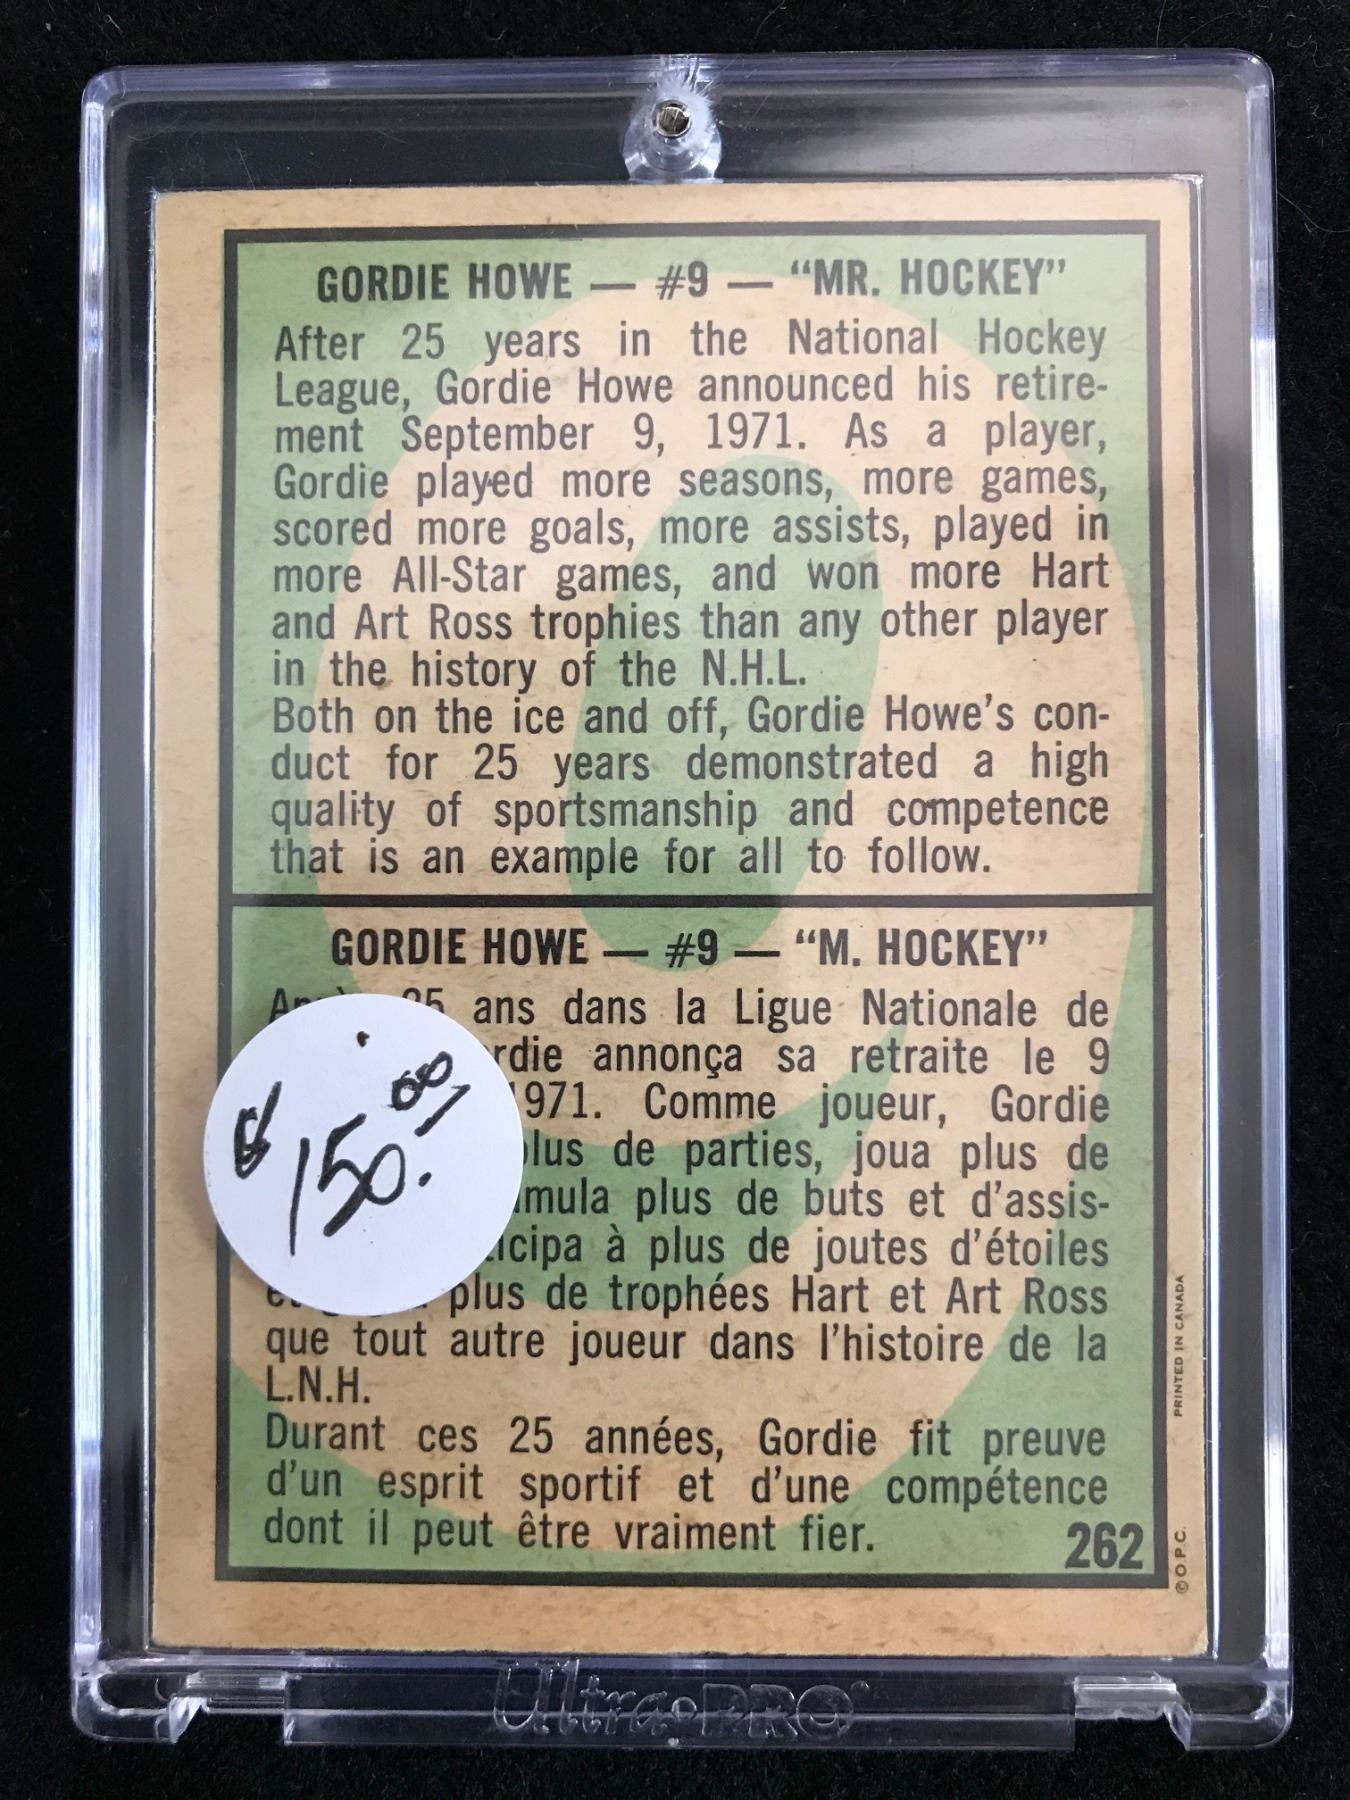 GORDIE HOWE — #9 — “MR. HOCKEY”
After 25 years in the National Hockey
League, Gordie Howe announced his retire-
ment September 9, 1971. As a player,
Gordie played more seasons, more games,
scored more goals, more assists, played in
more All-Star games, and won more Hart
and Art Ross trophies than any other player
in the history of the N.H.L.
Both on the ice and off, Gordie Howe’s con-
duct for 25 years demonstrated a high
quality of sportsmanship and competence
that is an example for all to follow.
GORDIE HOWE — #9 — “M. HOCKEY”
25 ans dans la Ligue Nationale de
rdie annonça sa retraite le 9
1971. Comme joueur, Gordie
plus de parties, joua plus de
mula plus de buts et d’assis-
icipa à plus de joutes d’étoiles
plus de trophées Hart et Art Ross
que tout autre joueur dans l’histoire de la
L.N.H.
Durant ces 25 années, Gordie fit preuve
d’un esprit sportif et d’une compétence
dont il peut être vraiment fier.
262
$150.00
PRINTED IN CANADA
© O.P.C.
Ultra•PRO